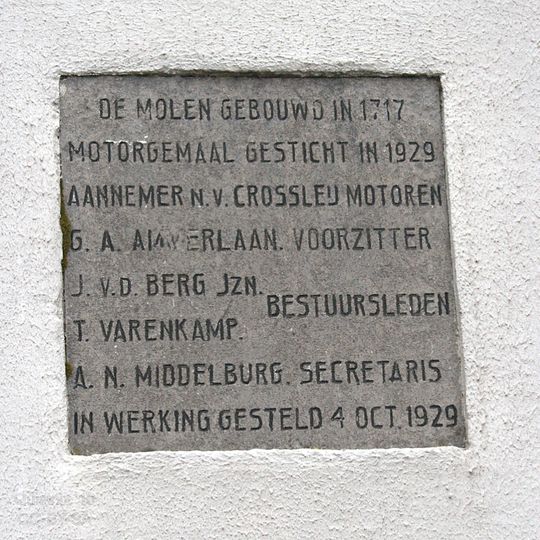 DE MOLEN GEBOUWD IN 1717
MOTORGEMAAL GESTICHT IN 1929
AANNEMER N.V. CROSSLEIJ MOTOREN
G. A. VOORZITTER
J. V.D. BERG JZN.
BESTUURSLEDEN
T. VARENKAMP.
A. N. MIDDELBURG. SECRETARIS
IN WERKING GESTELD 4 OCT. 1929